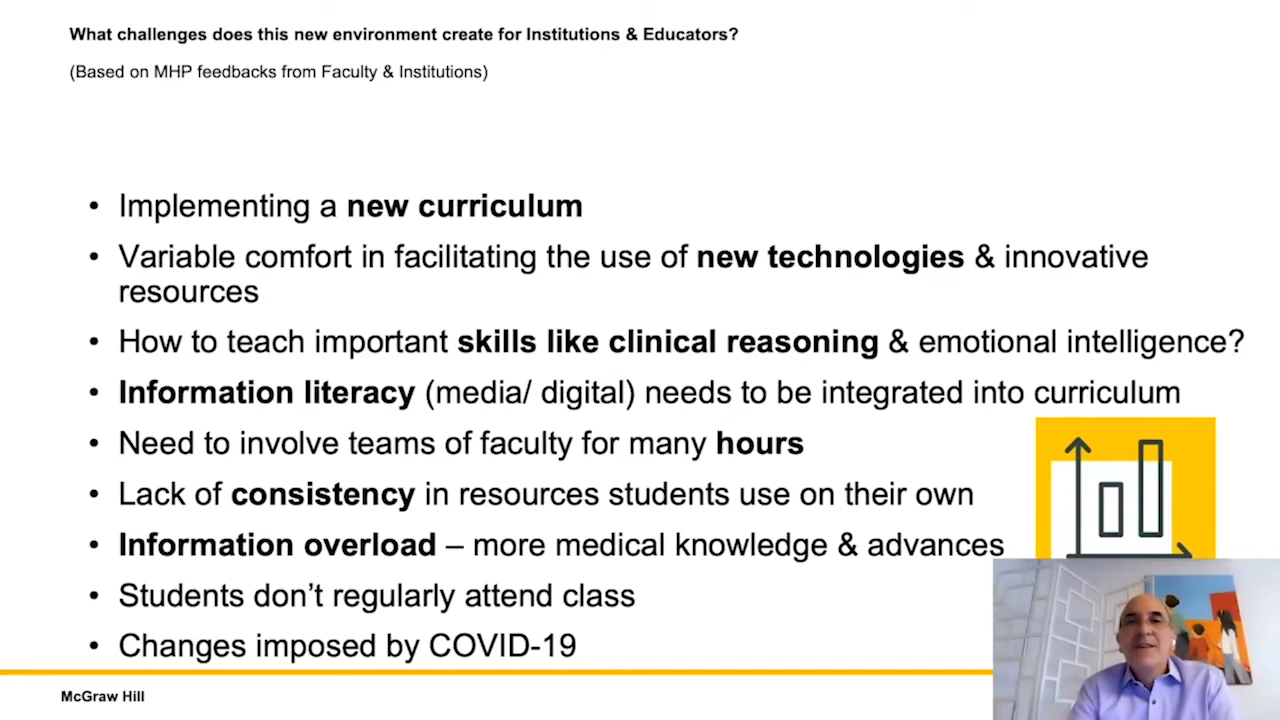 What challenges does this new environment create for Institutions & Educators?
(Based on MHP feedbacks from Faculty & Institutions)
• Implementing a new curriculum
• Variable comfort in facilitating the use of new technologies & innovative
resources
• How to teach important skills like clinical reasoning & emotional intelligence?
• Information literacy (media/ digital) needs to be integrated into curriculum
• Need to involve teams of faculty for many hours
• Lack of consistency in resources students use on their own
• Information overload – more medical knowledge & advances
• Students don’t regularly attend class
• Changes imposed by COVID-19
McGraw Hill